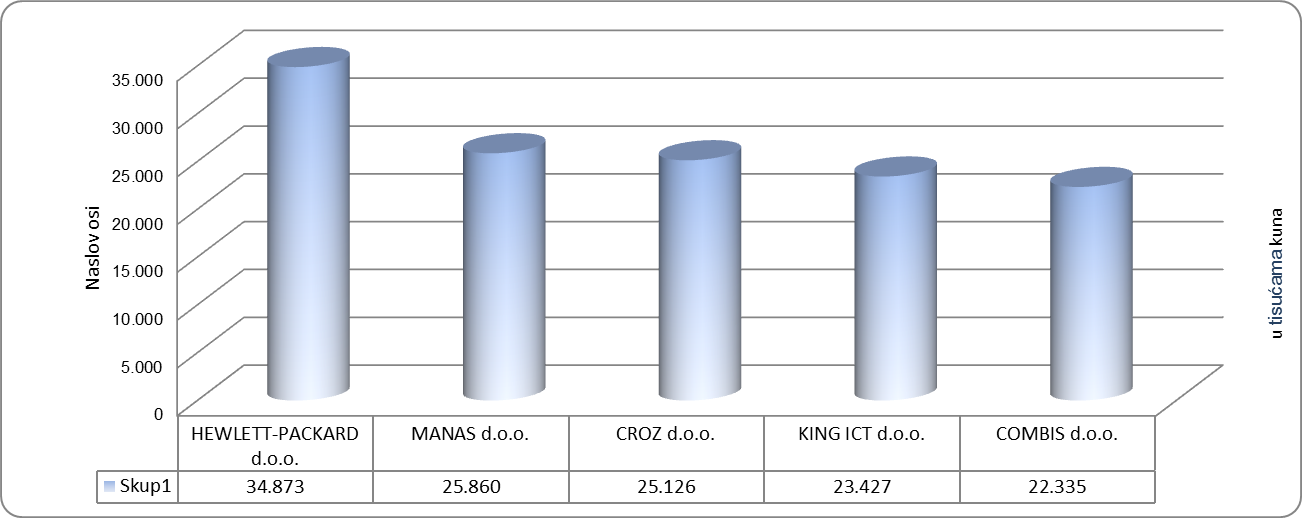 35.000
30.000
25.000
20.000
15.000
10.000
5.000
0
Naslov osi
u tisućama kuna
HEWLETT-PACKARD d.o.o.
MANAS d.o.o.
CROZ d.o.o.
KING ICT d.o.o.
COMBIS d.o.o.
Skup1 34.873 25.860 25.126 23.427 22.335